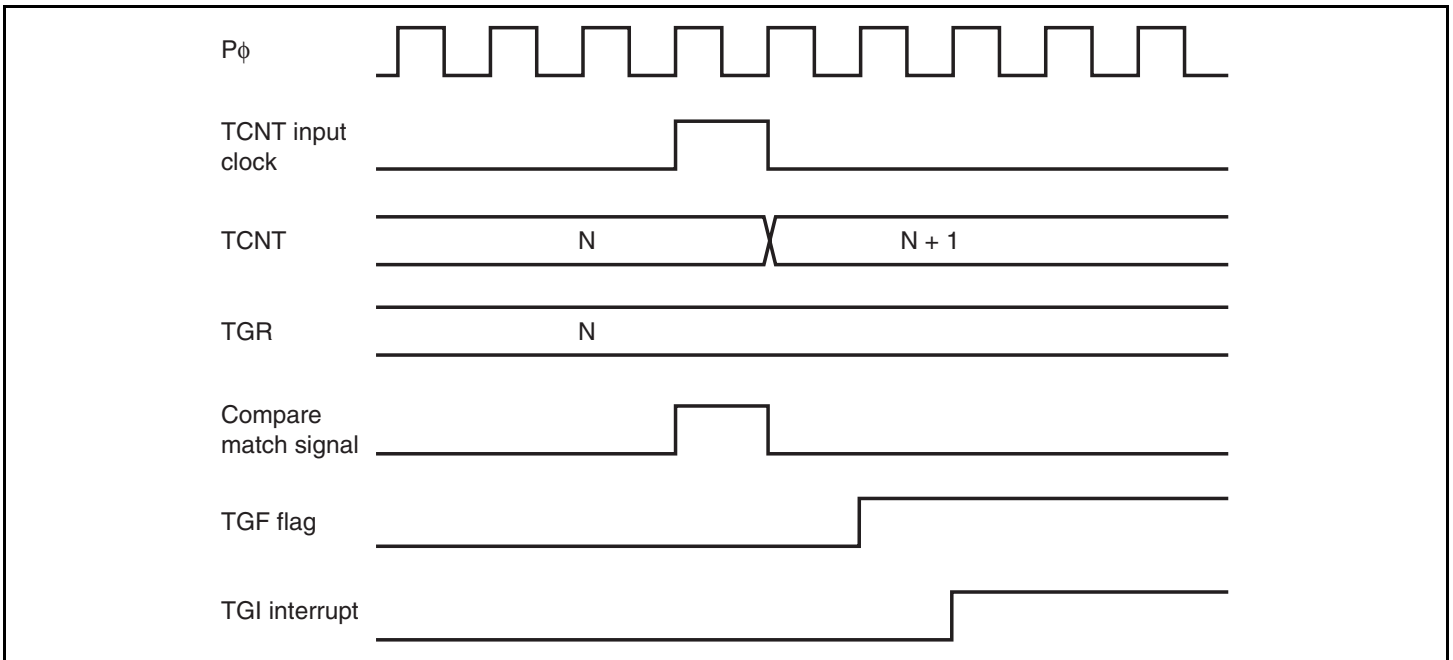 Pϕ
TCNT input
clock
TCNT
N
N + 1
TGR
N
Compare
match signal
TGF flag
TGI interrupt